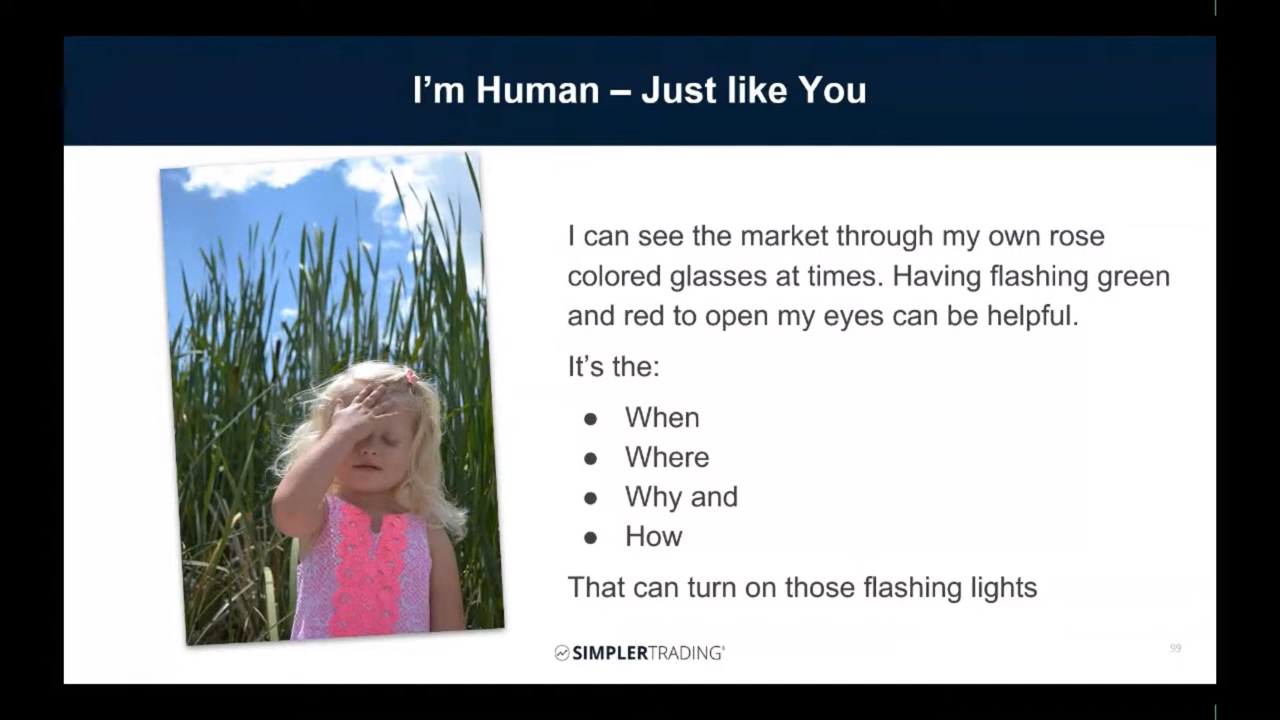 I'm Human – Just like You
I can see the market through my own rose
colored glasses at times. Having flashing green
and red to open my eyes can be helpful.
It's the:
● When
● Where
● Why and
● How
That can turn on those flashing lights
SIMPLERTRADING®
99